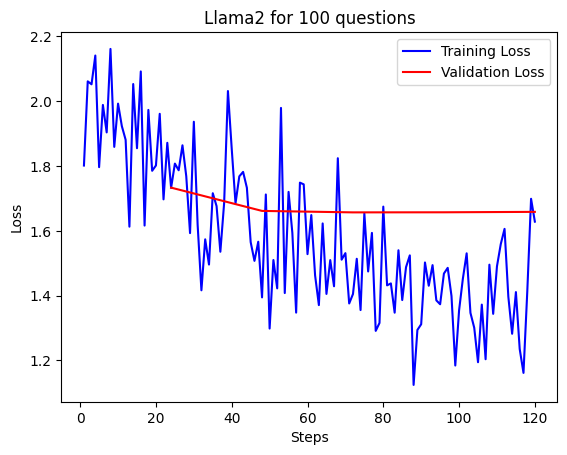 Llama2 for 100 questions
Training Loss
Validation Loss
Loss
2.2
2.0
1.8
1.6
1.4
1.2
0
20
40
60
80
100
120
Steps